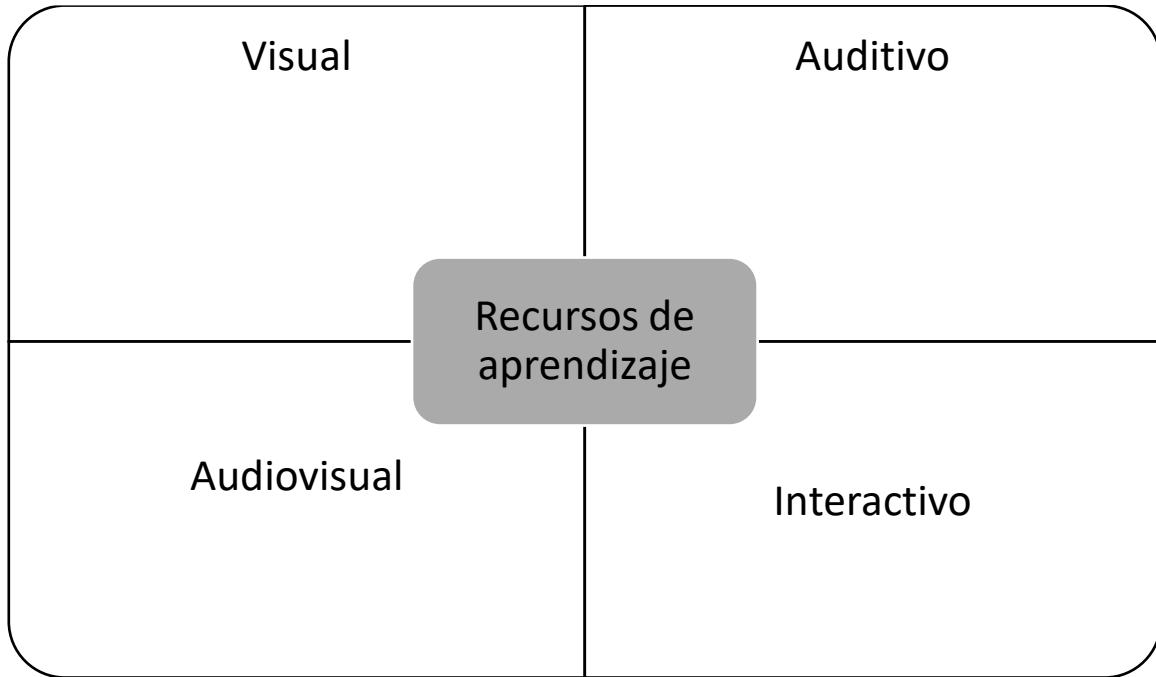 Visual
Auditivo
Recursos de
aprendizaje
Audiovisual
Interactivo